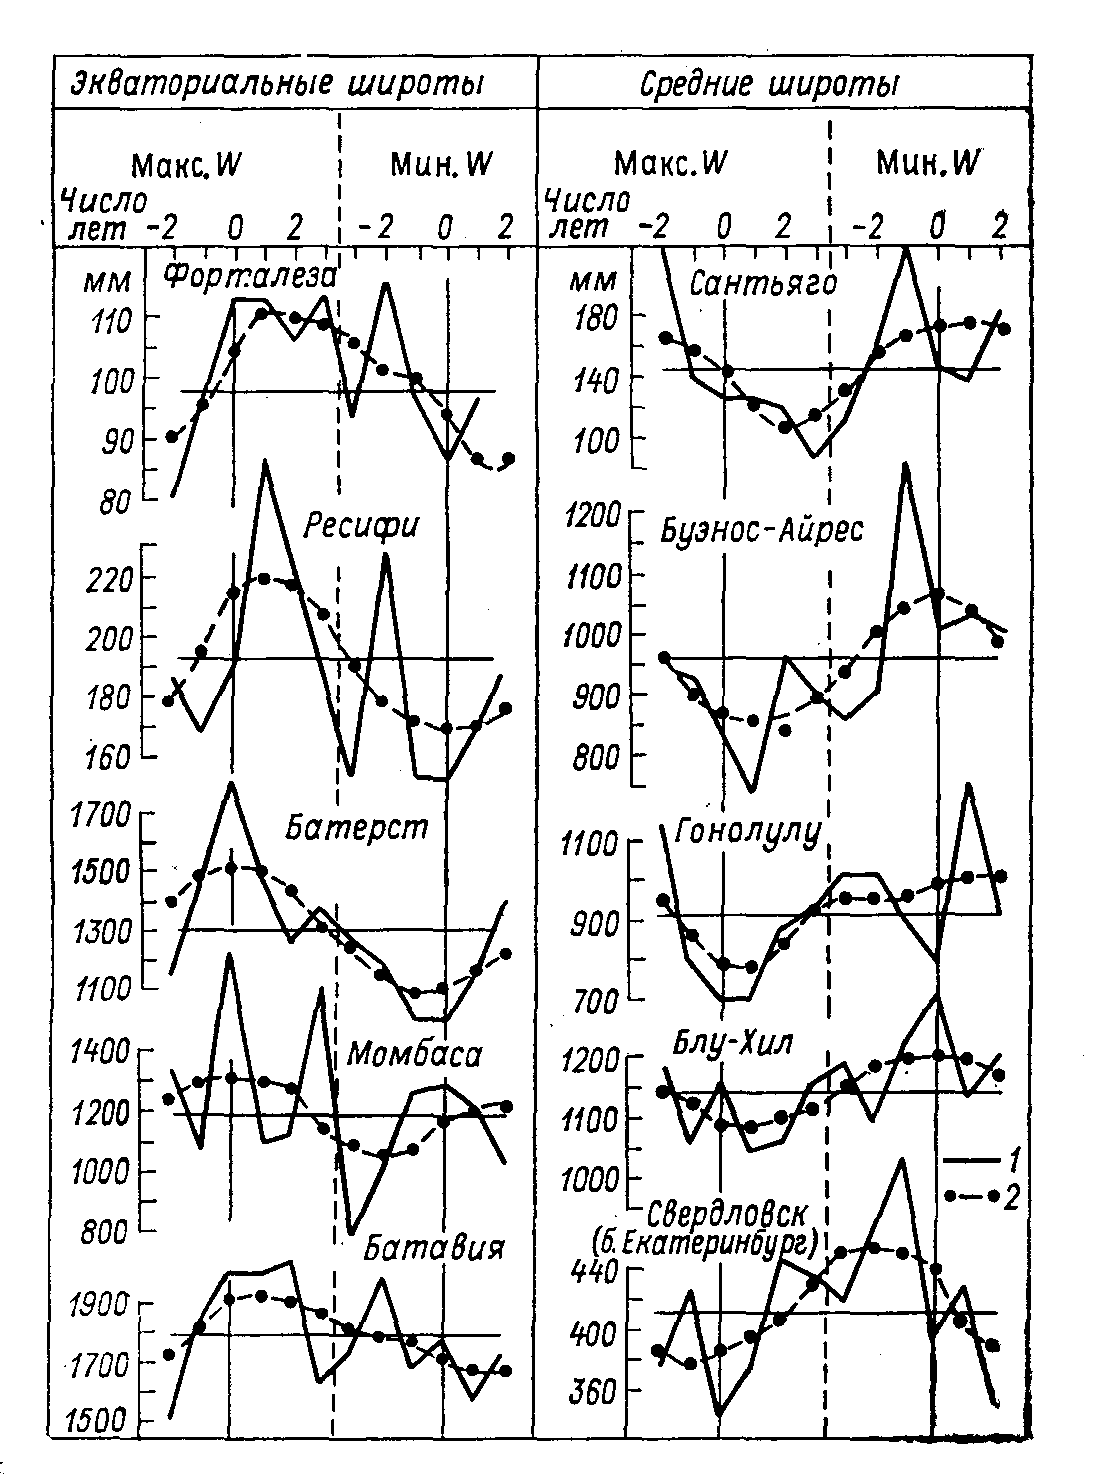 Экваториальные широты
Средние широты
Макс. W
Мин. W
Макс. W
Мин. W
Число
лет -2 0 2 -2 0 2
Число
лет -2 0 2 -2 0 2
мм Форталеза
110
100
90
80
Ресифи
220
200
180
160
1700
Батерст
1500
1300
1100
1400
Момбаса
1200
1000
800
Батавия
1900
1700
1500
мм Сантьяго
180
140
100
1200
Буэнос-Айрес
1100
1000
900
800
Гонолулу
1100
900
700
Блу-Хил
1200
1100
1000
1
2
Свердловск
(б. Екатеринбург)
440
400
360